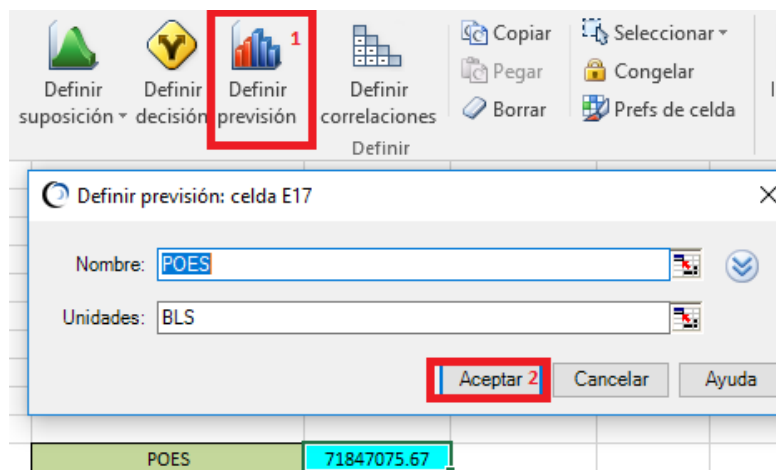 Definir suposición
Definir decisión
Definir previsión
1
Definir correlaciones
Copiar
Pegar
Borrar
Seleccionar
Congelar
Prefs de celda
Definir
Definir previsión: celda E17
Nombre: POES
Unidades: BLS
Aceptar 2 Cancelar Ayuda
POES 71847075.67